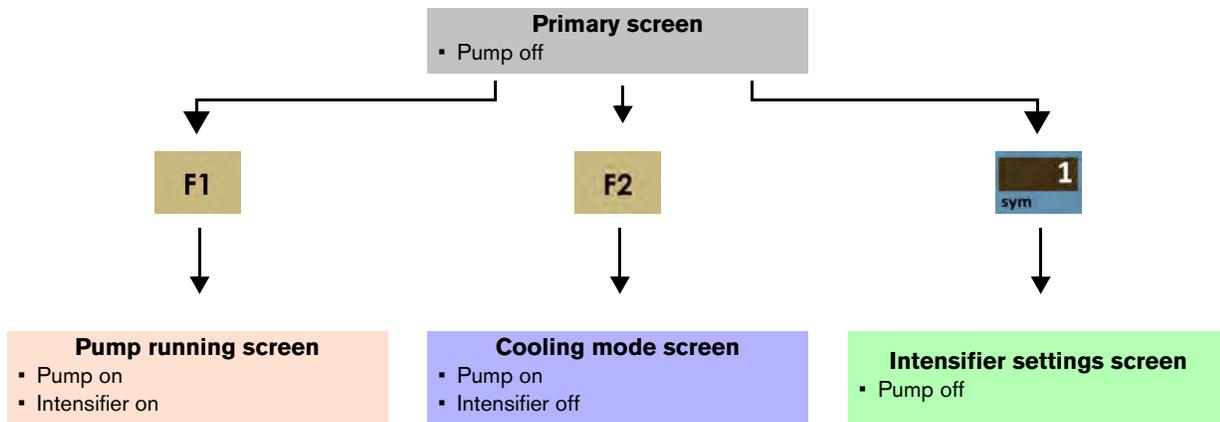 Primary screen
▪ Pump off
F1
F2
1
sym
Pump running screen
▪ Pump on
▪ Intensifier on
Cooling mode screen
▪ Pump on
▪ Intensifier off
Intensifier settings screen
▪ Pump off